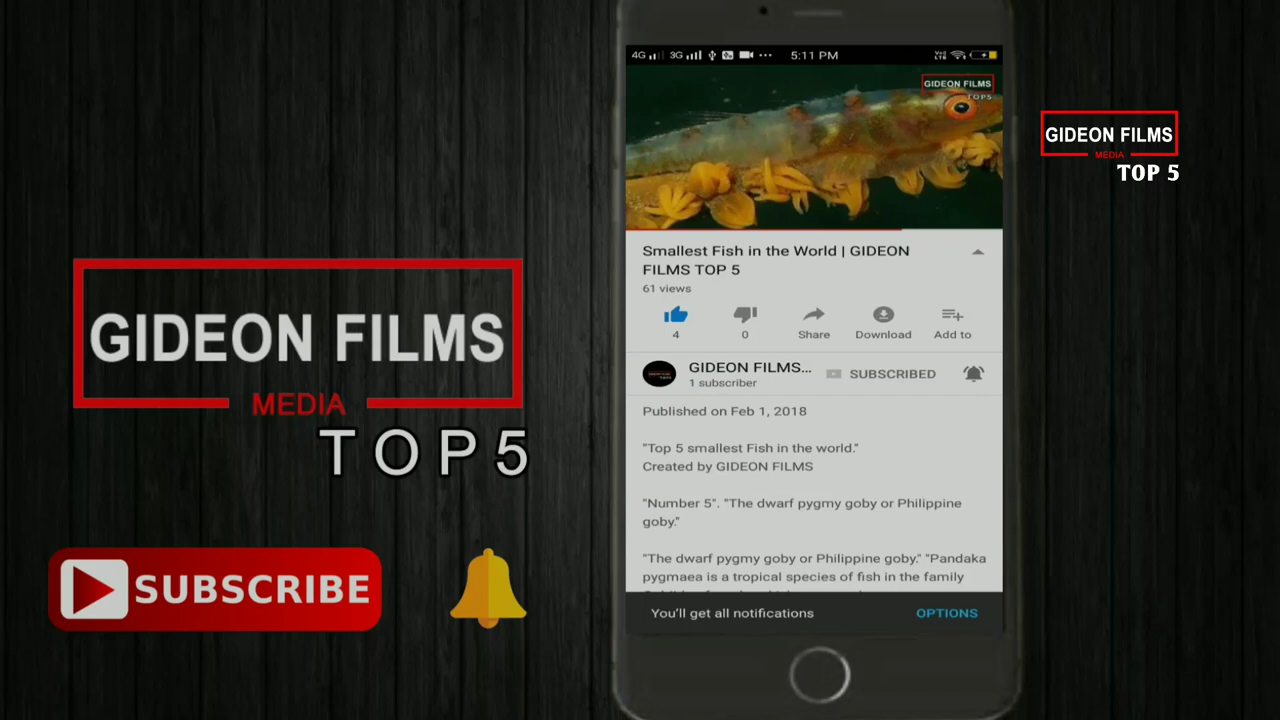 GIDEON FILMS
MEDIA
TOP5
SUBSCRIBE
4G 3G 5:11 PM
GIDEON FILMS
TOP5
Smallest Fish in the World | GIDEON
FILMS TOP 5
61 views
4 0 Share Download Add to
GIDEON FILMS...
1 subscriber
SUBSCRIBED
Published on Feb 1, 2018
"Top 5 smallest Fish in the world."
Created by GIDEON FILMS
"Number 5". "The dwarf pygmy goby or Philippine
goby."
"The dwarf pygmy goby or Philippine goby." "Pandaka
pygmaea is a tropical species of fish in the family
You'll get all notifications OPTIONS
GIDEON FILMS
MEDIA
TOP 5